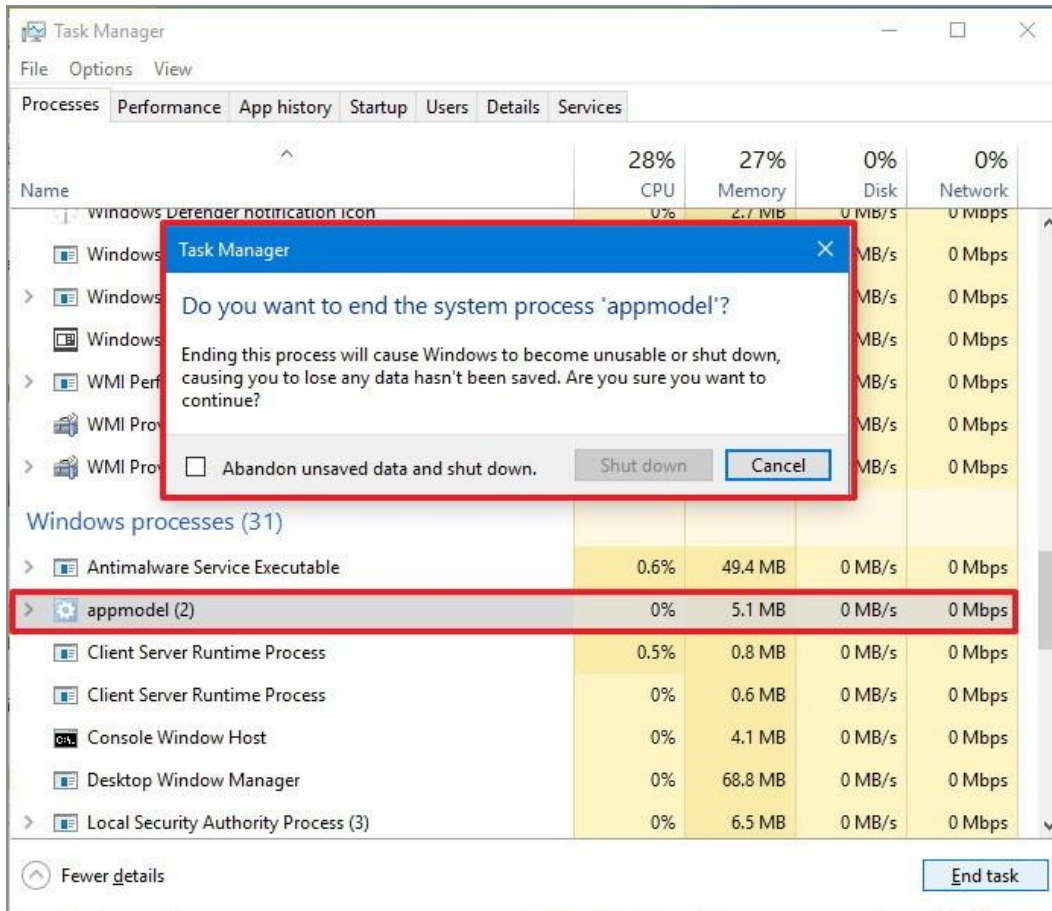 Task Manager
File Options View
Processes Performance App history Startup Users Details Services
28% 27% 0% 0%
Name CPU Memory Disk Network
Windows Defender notification icon 0% 2.7 MB 0 MB/s 0 Mbps
Windows MB/s 0 Mbps
Windows MB/s 0 Mbps
Windows MB/s 0 Mbps
WMI Perf MB/s 0 Mbps
WMI Pro MB/s 0 Mbps
WMI Pro MB/s 0 Mbps
Task Manager
Do you want to end the system process 'appmodel'?
Ending this process will cause Windows to become unusable or shut down,
causing you to lose any data hasn't been saved. Are you sure you want to
continue?
Abandon unsaved data and shut down. Shut down Cancel
Windows processes (31)
Antimalware Service Executable 0.6% 49.4 MB 0 MB/s 0 Mbps
appmodel (2) 0% 5.1 MB 0 MB/s 0 Mbps
Client Server Runtime Process 0.5% 0.8 MB 0 MB/s 0 Mbps
Client Server Runtime Process 0% 0.6 MB 0 MB/s 0 Mbps
Console Window Host 0% 4.1 MB 0 MB/s 0 Mbps
Desktop Window Manager 0% 68.8 MB 0 MB/s 0 Mbps
Local Security Authority Process (3) 0% 6.5 MB 0 MB/s 0 Mbps
Fewer details End task